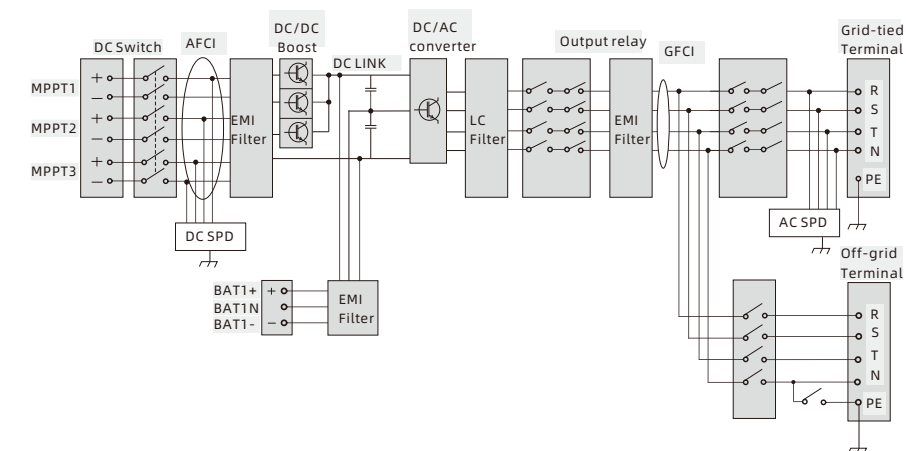 DC/DC
Boost
DC/AC
converter
Grid-tied
Terminal
DC Switch
AFCI
Output relay
GFCI
DC LINK
MPPT1
+
−
MPPT2
+
−
MPPT3
+
−
EMI
Filter
LC
Filter
EMI
Filter
R
S
T
N
PE
DC SPD
AC SPD
Off-grid
Terminal
BAT1+
+
BAT1N
BAT1-
−
EMI
Filter
R
S
T
N
PE